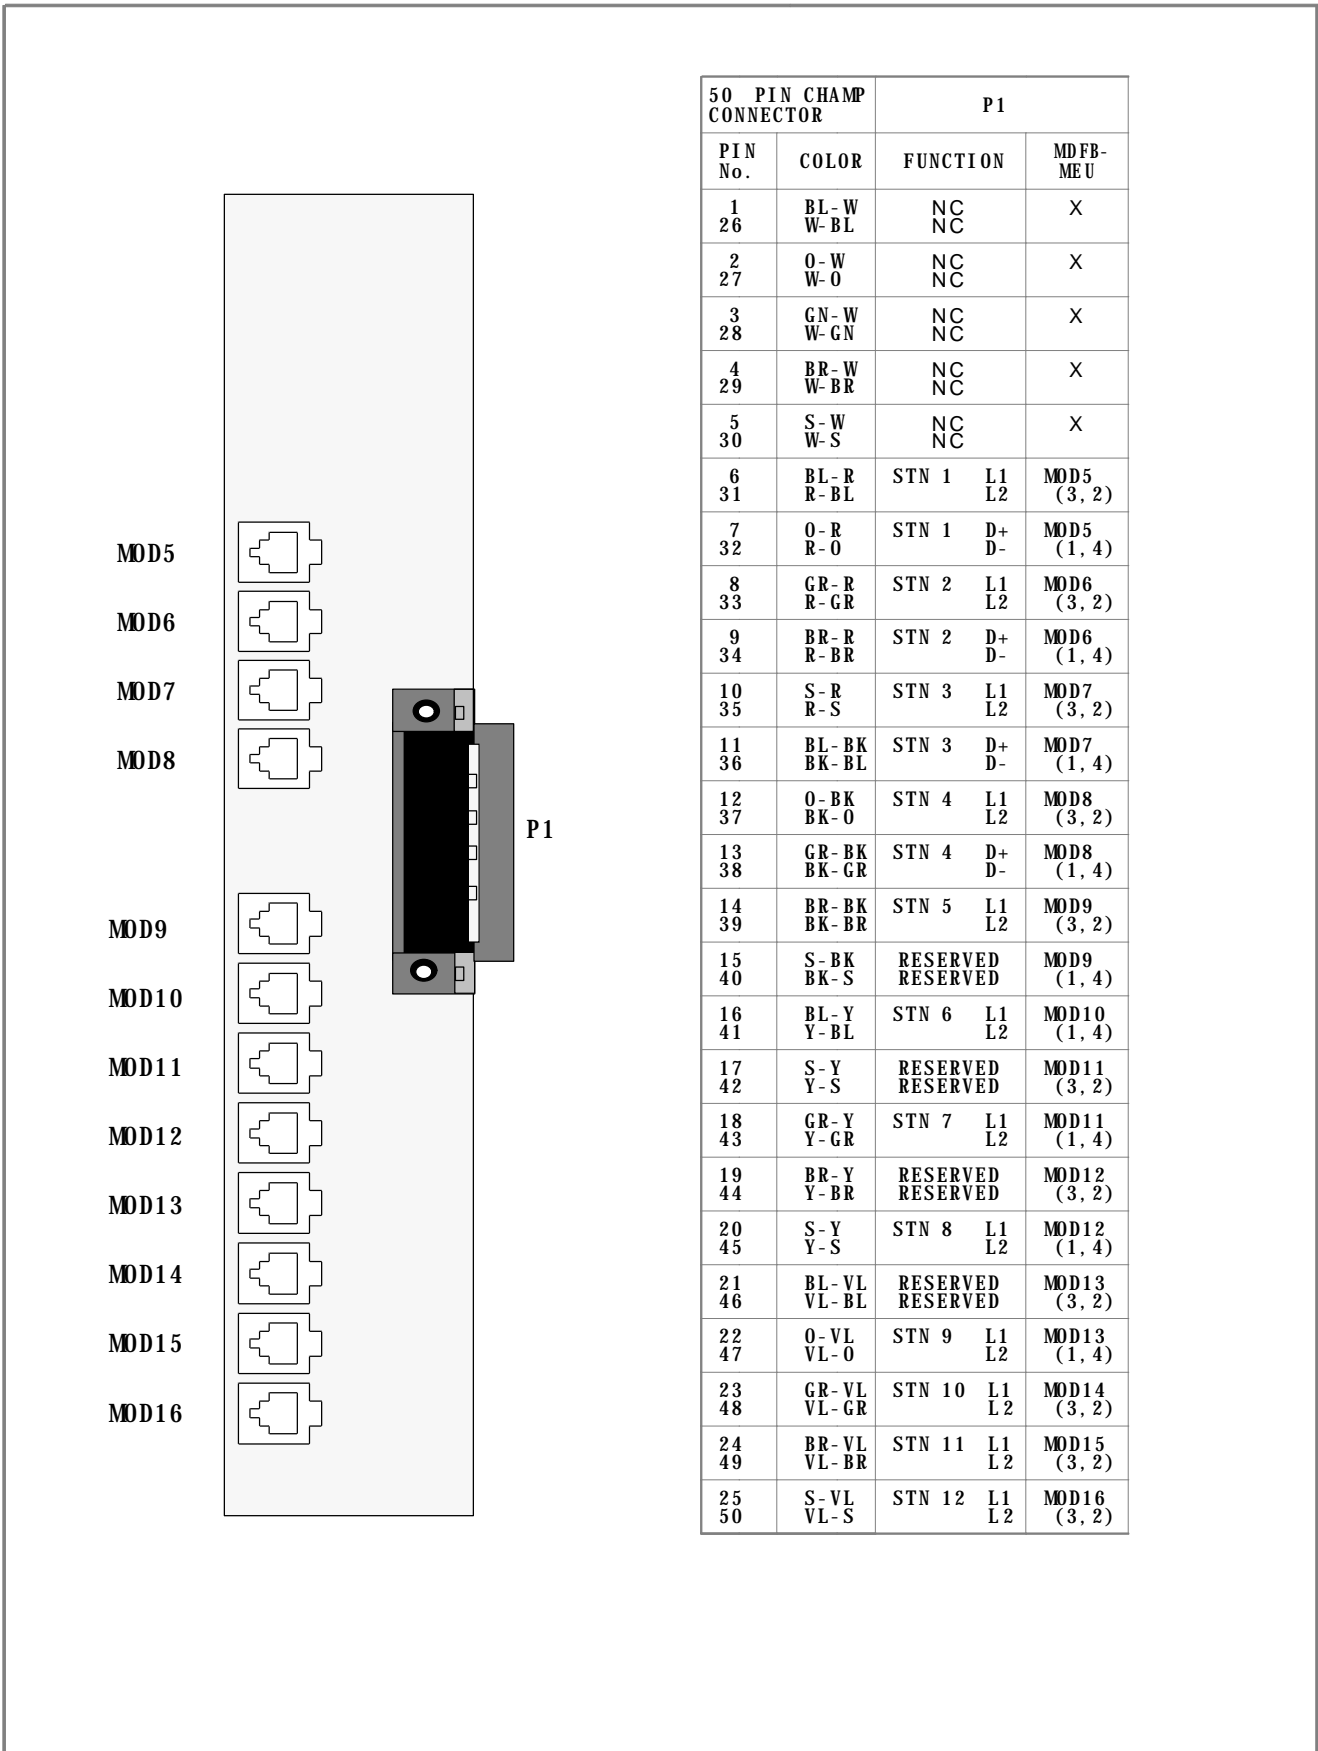 MOD5
MOD6
MOD7
MOD8
P1
MOD9
MOD10
MOD11
MOD12
MOD13
MOD14
MOD15
MOD16
50 PIN CHAMP CONNECTOR P1
PIN No. COLOR FUNCTION MDFB-MEU
1 BL-W NC X
26 W-BL NC
2 O-W NC X
27 W-O NC
3 GN-W NC X
28 W-GN NC
4 BR-W NC X
29 W-BR NC
5 S-W NC X
30 W-S NC
6 BL-R STN 1 L1 MOD5
31 R-BL L2 (3,2)
7 O-R STN 1 D+ MOD5
32 R-O D- (1,4)
8 GR-R STN 2 L1 MOD6
33 R-GR L2 (3,2)
9 BR-R STN 2 D+ MOD6
34 R-BR D- (1,4)
10 S-R STN 3 L1 MOD7
35 R-S L2 (3,2)
11 BL-BK STN 3 D+ MOD7
36 BK-BL D- (1,4)
12 O-BK STN 4 L1 MOD8
37 BK-O L2 (3,2)
13 GR-BK STN 4 D+ MOD8
38 BK-GR D- (1,4)
14 BR-BK STN 5 L1 MOD9
39 BK-BR L2 (3,2)
15 S-BK RESERVED MOD9
40 BK-S RESERVED (1,4)
16 BL-Y STN 6 L1 MOD10
41 Y-BL L2 (1,4)
17 S-Y RESERVED MOD11
42 Y-S RESERVED (3,2)
18 GR-Y STN 7 L1 MOD11
43 Y-GR L2 (1,4)
19 BR-Y RESERVED MOD12
44 Y-BR RESERVED (3,2)
20 S-Y STN 8 L1 MOD12
45 Y-S L2 (1,4)
21 BL-VL RESERVED MOD13
46 VL-BL RESERVED (3,2)
22 O-VL STN 9 L1 MOD13
47 VL-O L2 (1,4)
23 GR-VL STN 10 L1 MOD14
48 VL-GR L2 (3,2)
24 BR-VL STN 11 L1 MOD15
49 VL-BR L2 (3,2)
25 S-VL STN 12 L1 MOD16
50 VL-S L2 (3,2)